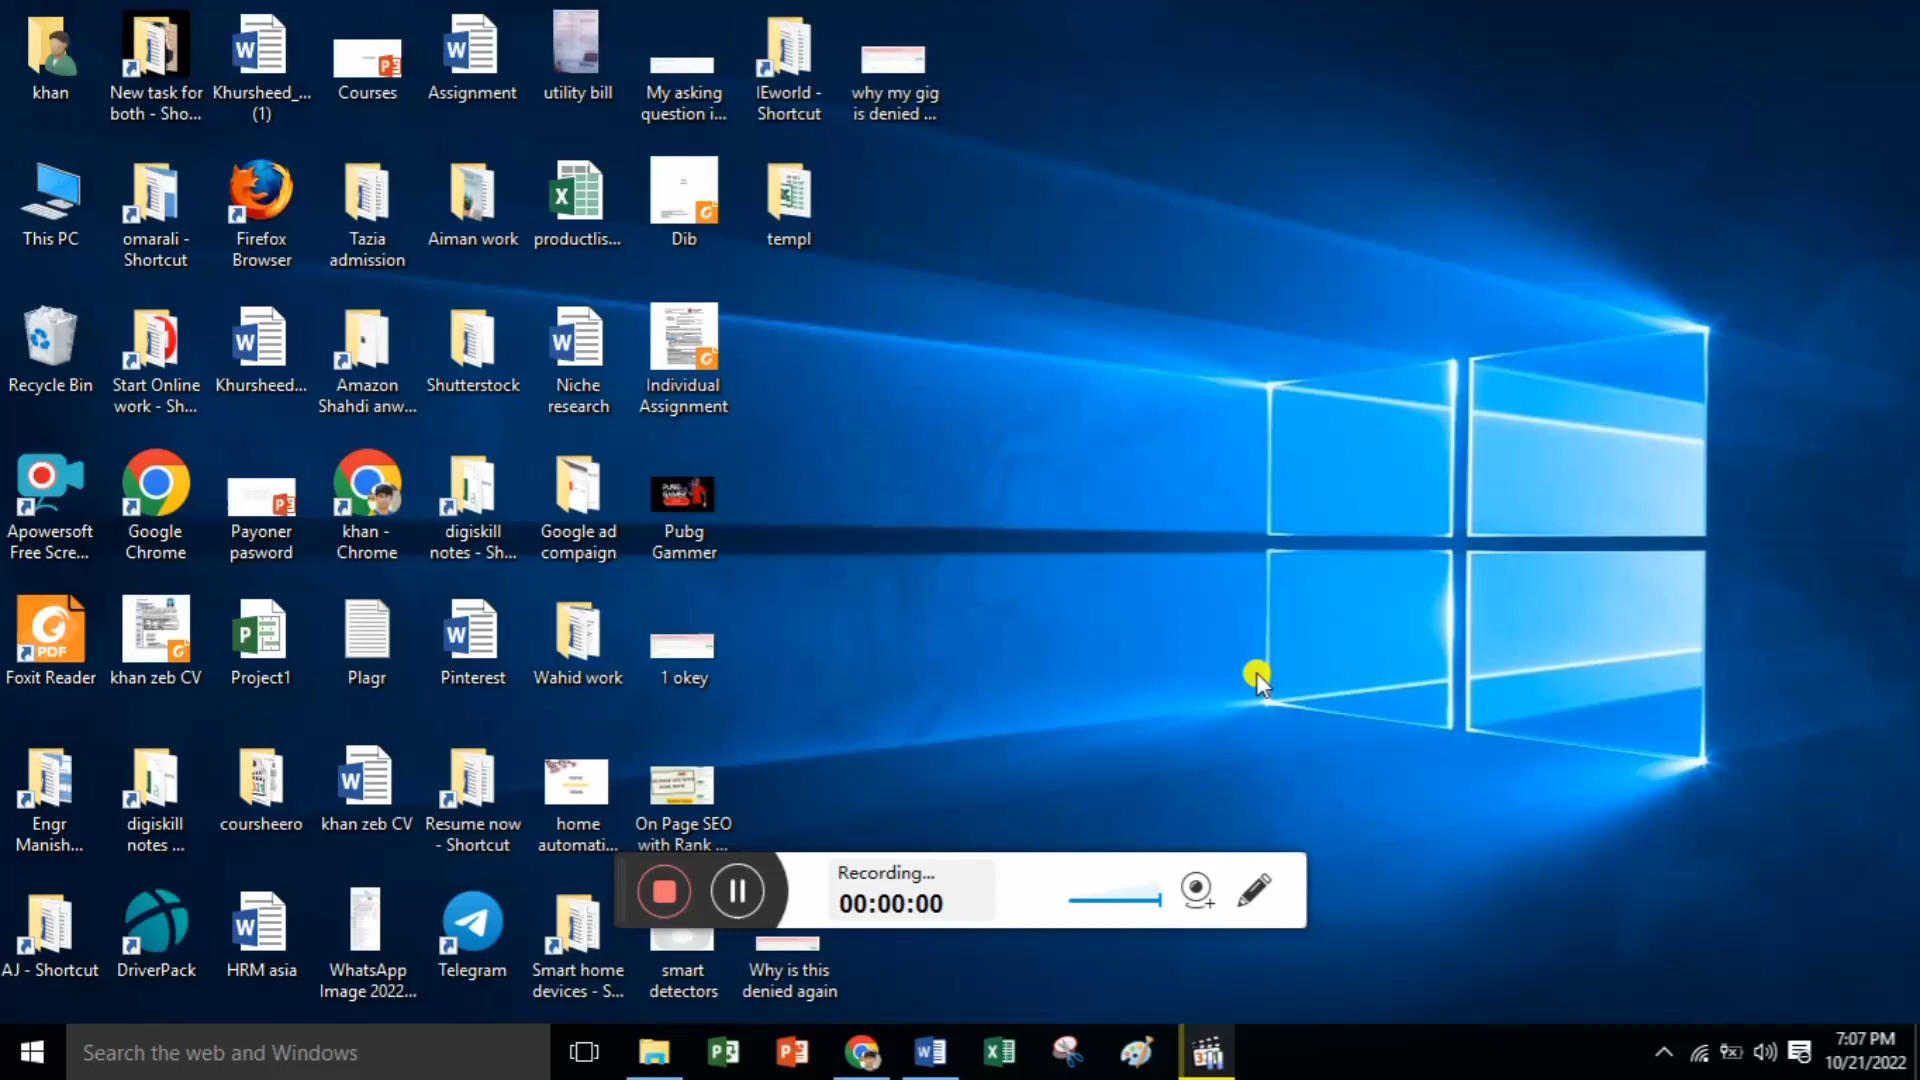 khan
New task for
both - Sho...
Khursheed_...
(1)
Courses
Assignment
utility bill
My asking
question i...
IEworld -
Shortcut
why my gig
is denied ...
This PC
omarali -
Shortcut
Firefox
Browser
Tazia
admission
Aiman work
productlis...
Dib
templ
Recycle Bin
Start Online
work - Sh...
Khursheed...
Amazon
Shahdi anw...
Shutterstock
Niche
research
Individual
Assignment
Apowersoft
Free Scre...
Google
Chrome
Payoner
pasword
khan -
Chrome
digiskill
notes - Sh...
Google ad
compaign
Pubg
Gammer
Foxit Reader
khan zeb CV
Project1
Plagr
Pinterest
Wahid work
1 okey
Engr
Manish...
digiskill
notes ...
coursheero
khan zeb CV
Resume now
- Shortcut
home
automati...
On Page SEO
with Rank ...
Recording...
00:00:00
AJ - Shortcut
DriverPack
HRM asia
WhatsApp
Image 2022...
Telegram
Smart home
devices - S...
smart
detectors
Why is this
denied again
Search the web and Windows
7:07 PM
10/21/2022